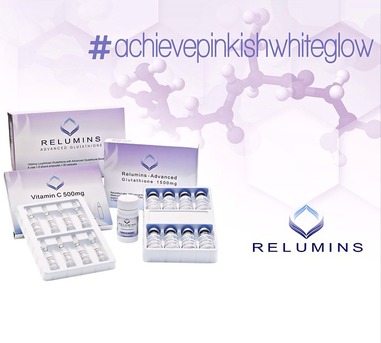 #achievepinkishwhiteglow
RELUMINS
ADVANCED GLUTATHIONE
Relumins-Advanced
Glutathione 1500mg
Vitamin C 500mg
RELUMINS